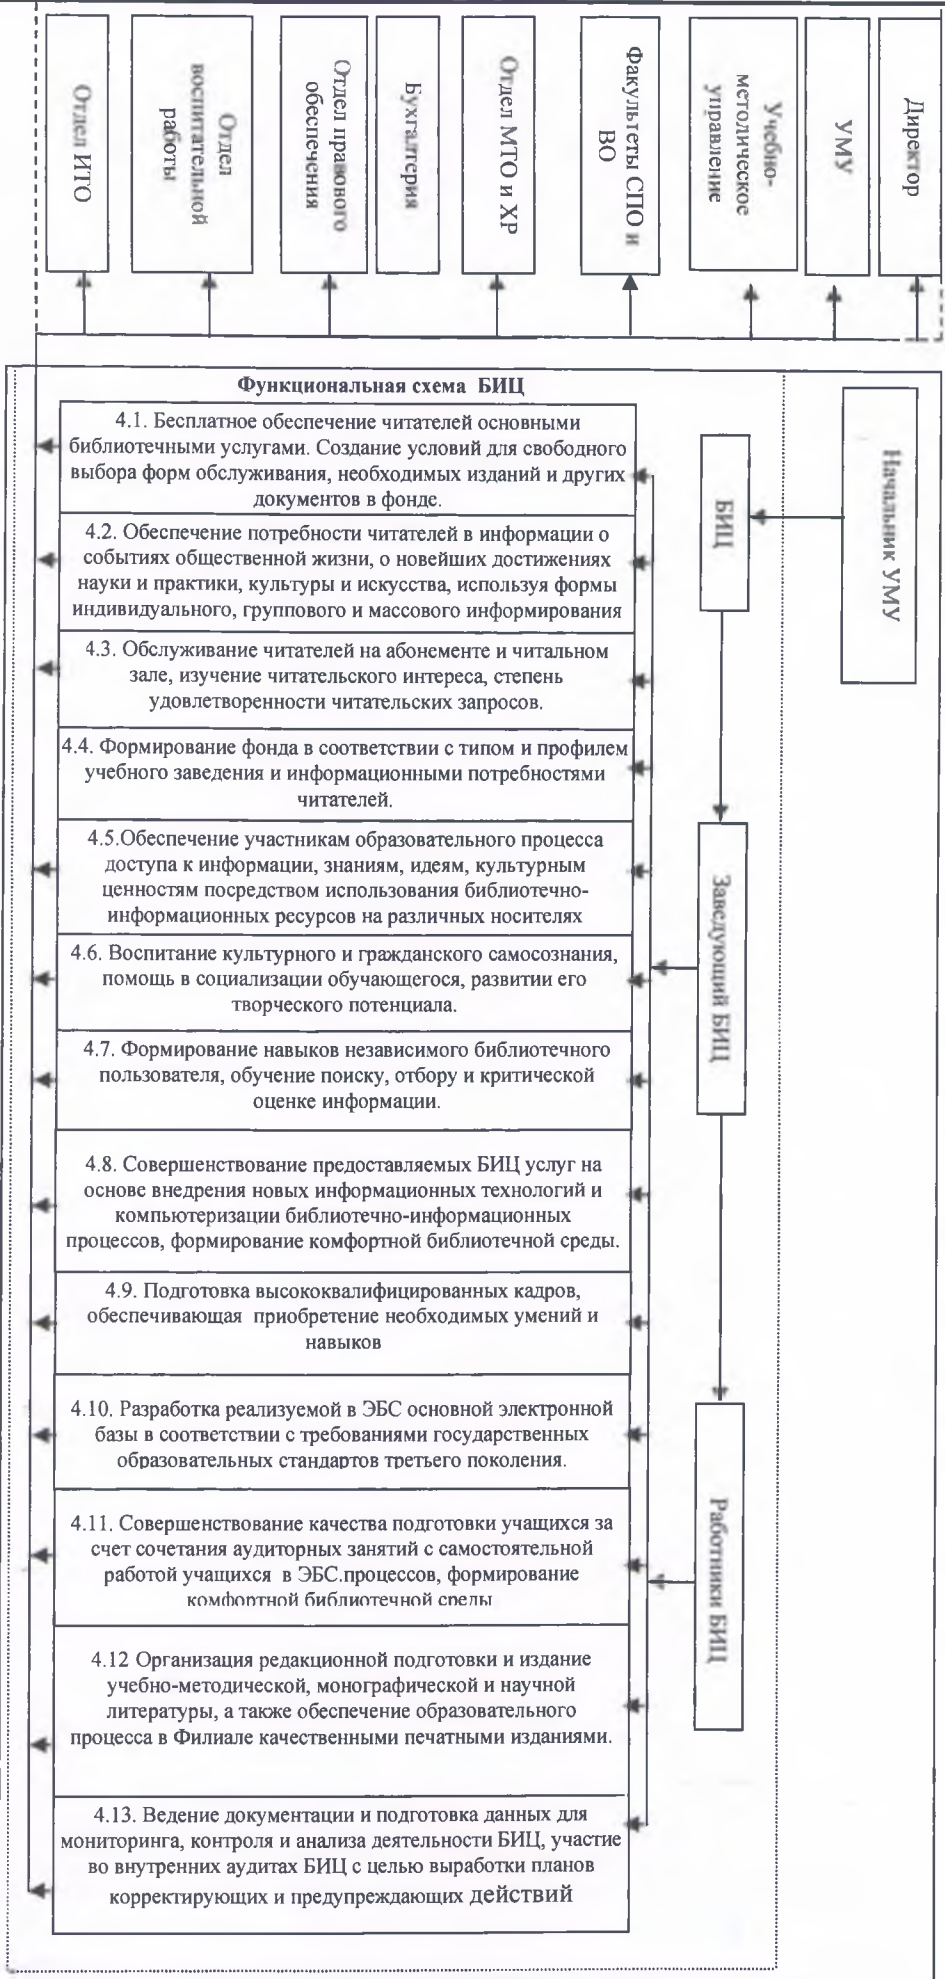 Директор
УМУ
Учебно-
методическое
управление
Факультеты СПО и
ВО
Отдел МТО и ХР
Бухгалтерия
Отдел правового
обеспечения
Отдел
воспитательной
работы
Отдел ИТО
Начальник УМУ
БИЦ
Заведующий БИЦ
Работники БИЦ
Функциональная схема БИЦ
4.1. Бесплатное обеспечение читателей основными
библиотечными услугами. Создание условий для свободного
выбора форм обслуживания, необходимых изданий и других
документов в фонде.
4.2. Обеспечение потребности читателей в информации о
событиях общественной жизни, о новейших достижениях
науки и практики, культуры и искусства, используя формы
индивидуального, группового и массового информирования
4.3. Обслуживание читателей на абонементе и читальном
зале, изучение читательского интереса, степень
удовлетворенности читательских запросов.
4.4. Формирование фонда в соответствии с типом и профилем
учебного заведения и информационными потребностями
читателей.
4.5.Обеспечение участникам образовательного процесса
доступа к информации, знаниям, идеям, культурным
ценностям посредством использования библиотечно-
информационных ресурсов на различных носителях
4.6. Воспитание культурного и гражданского самосознания,
помощь в социализации обучающегося, развитии его
творческого потенциала.
4.7. Формирование навыков независимого библиотечного
пользователя, обучение поиску, отбору и критической
оценке информации.
4.8. Совершенствование предоставляемых БИЦ услуг на
основе внедрения новых информационных технологий и
компьютеризации библиотечно-информационных
процессов, формирование комфортной библиотечной среды.
4.9. Подготовка высококвалифицированных кадров,
обеспечивающая приобретение необходимых умений и
навыков
4.10. Разработка реализуемой в ЭБС основной электронной
базы в соответствии с требованиями государственных
образовательных стандартов третьего поколения.
4.11. Совершенствование качества подготовки учащихся за
счет сочетания аудиторных занятий с самостоятельной
работой учащихся в ЭБС.процессов, формирование
комфортной библиотечной среды
4.12 Организация редакционной подготовки и издание
учебно-методической, монографической и научной
литературы, а также обеспечение образовательного
процесса в Филиале качественными печатными изданиями.
4.13. Ведение документации и подготовка данных для
мониторинга, контроля и анализа деятельности БИЦ, участие
во внутренних аудитах БИЦ с целью выработки планов
корректирующих и предупреждающих действий